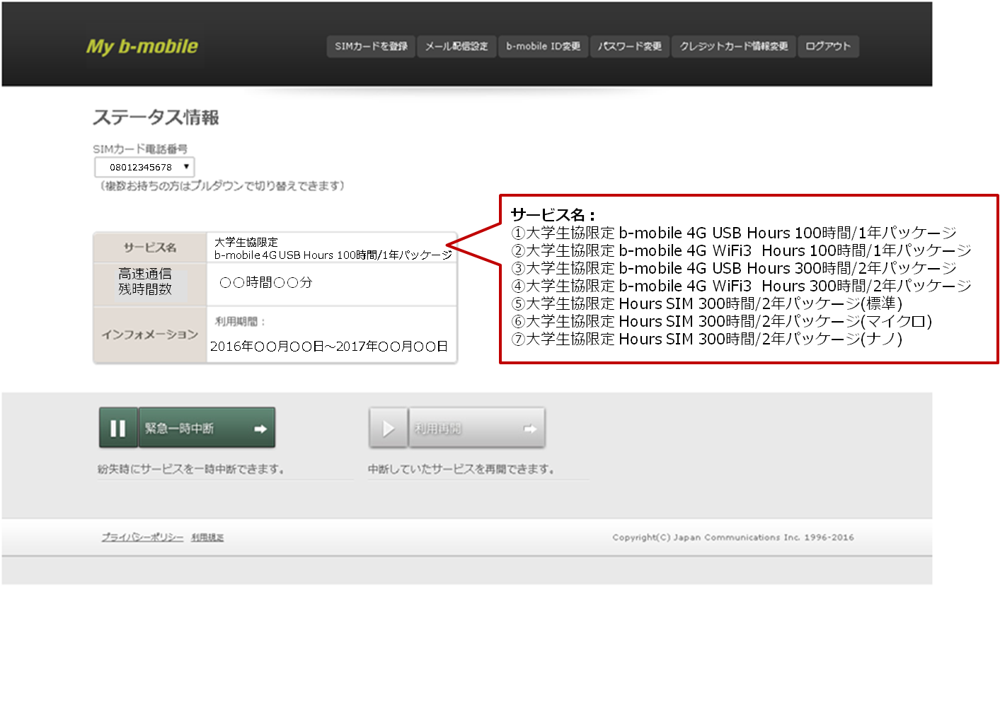 My b-mobile
SIMカードを登録
メール配信設定
b-mobile ID変更
パスワード変更
クレジットカード情報変更
ログアウト
ステータス情報
SIMカード電話番号
08012345678 ▼
（複数お持ちの方はプルダウンで切り替えできます）
サービス名
大学生協限定
b-mobile 4G USB Hours 100時間/1年パッケージ
高速通信
残時間数
○○時間○○分
インフォメーション
利用期間：
2016年○○月○○日～2017年○○月○○日
サービス名：
①大学生協限定 b-mobile 4G USB Hours 100時間/1年パッケージ
②大学生協限定 b-mobile 4G WiFi3 Hours 100時間/1年パッケージ
③大学生協限定 b-mobile 4G USB Hours 300時間/2年パッケージ
④大学生協限定 b-mobile 4G WiFi3 Hours 300時間/2年パッケージ
⑤大学生協限定 Hours SIM 300時間/2年パッケージ(標準)
⑥大学生協限定 Hours SIM 300時間/2年パッケージ(マイクロ)
⑦大学生協限定 Hours SIM 300時間/2年パッケージ(ナノ)
緊急一時中断
利用再開
紛失時にサービスを一時中断できます。
中断していたサービスを再開できます。
プライバシーポリシー
利用規定
Copyright(C) Japan Communications Inc. 1996-2016